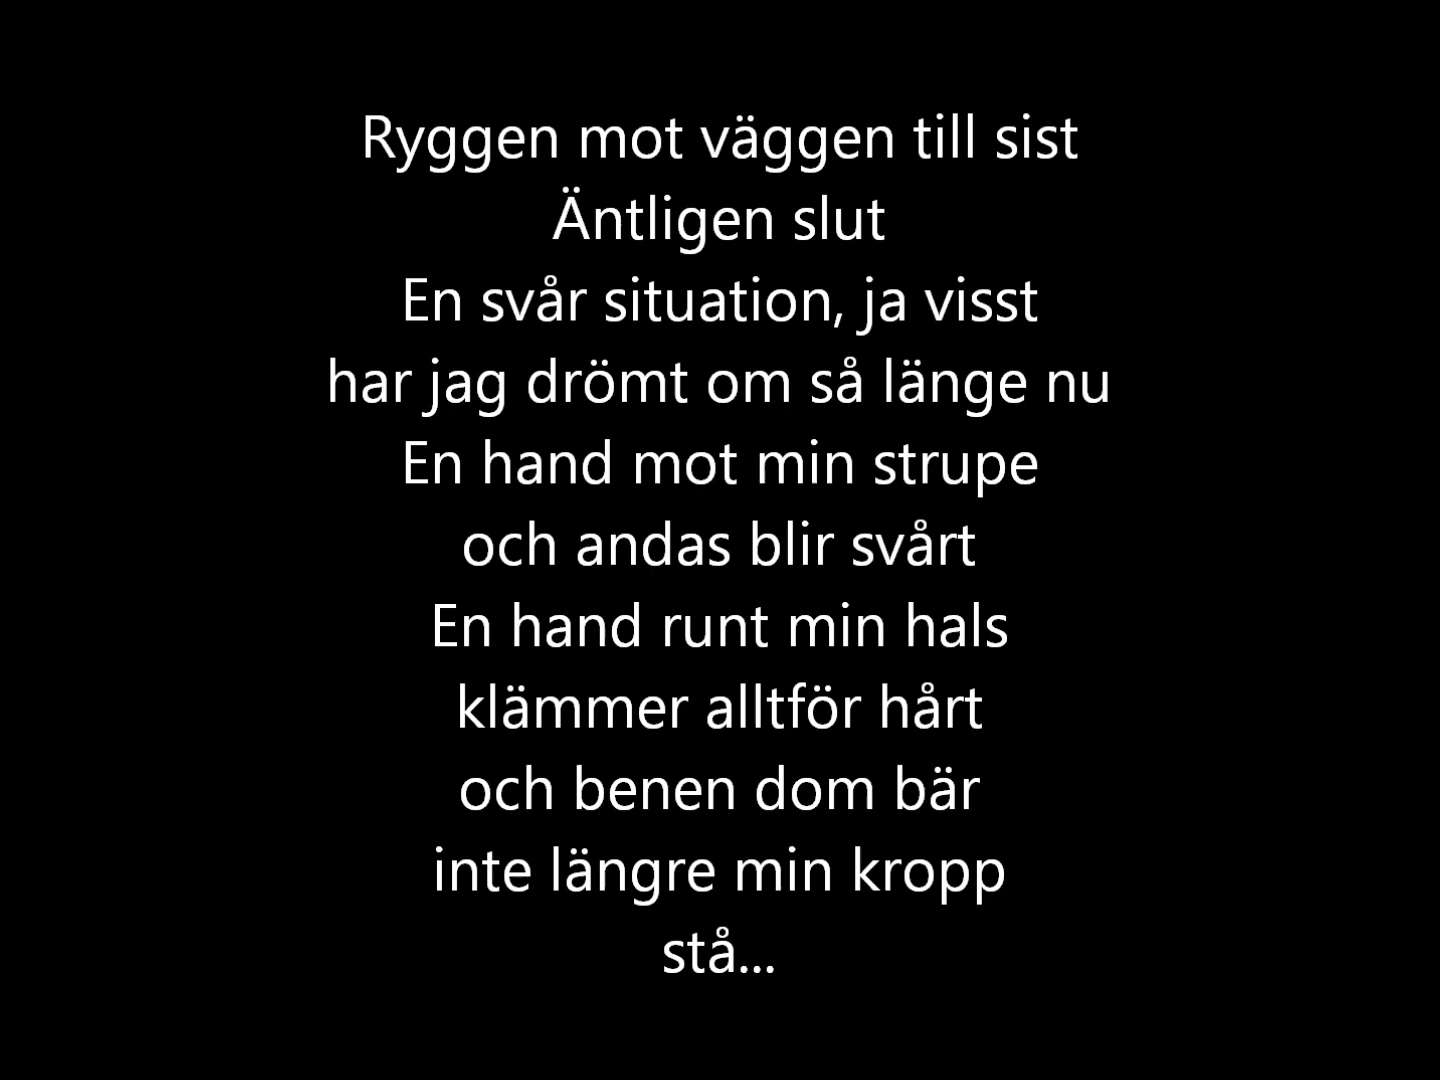 Ryggen mot väggen till sist
Äntligen slut
En svår situation, ja visst
har jag drömt om så länge nu
En hand mot min strupe
och andas blir svårt
En hand runt min hals
klämmer alltför hårt
och benen dom bär
inte längre min kropp
stå...